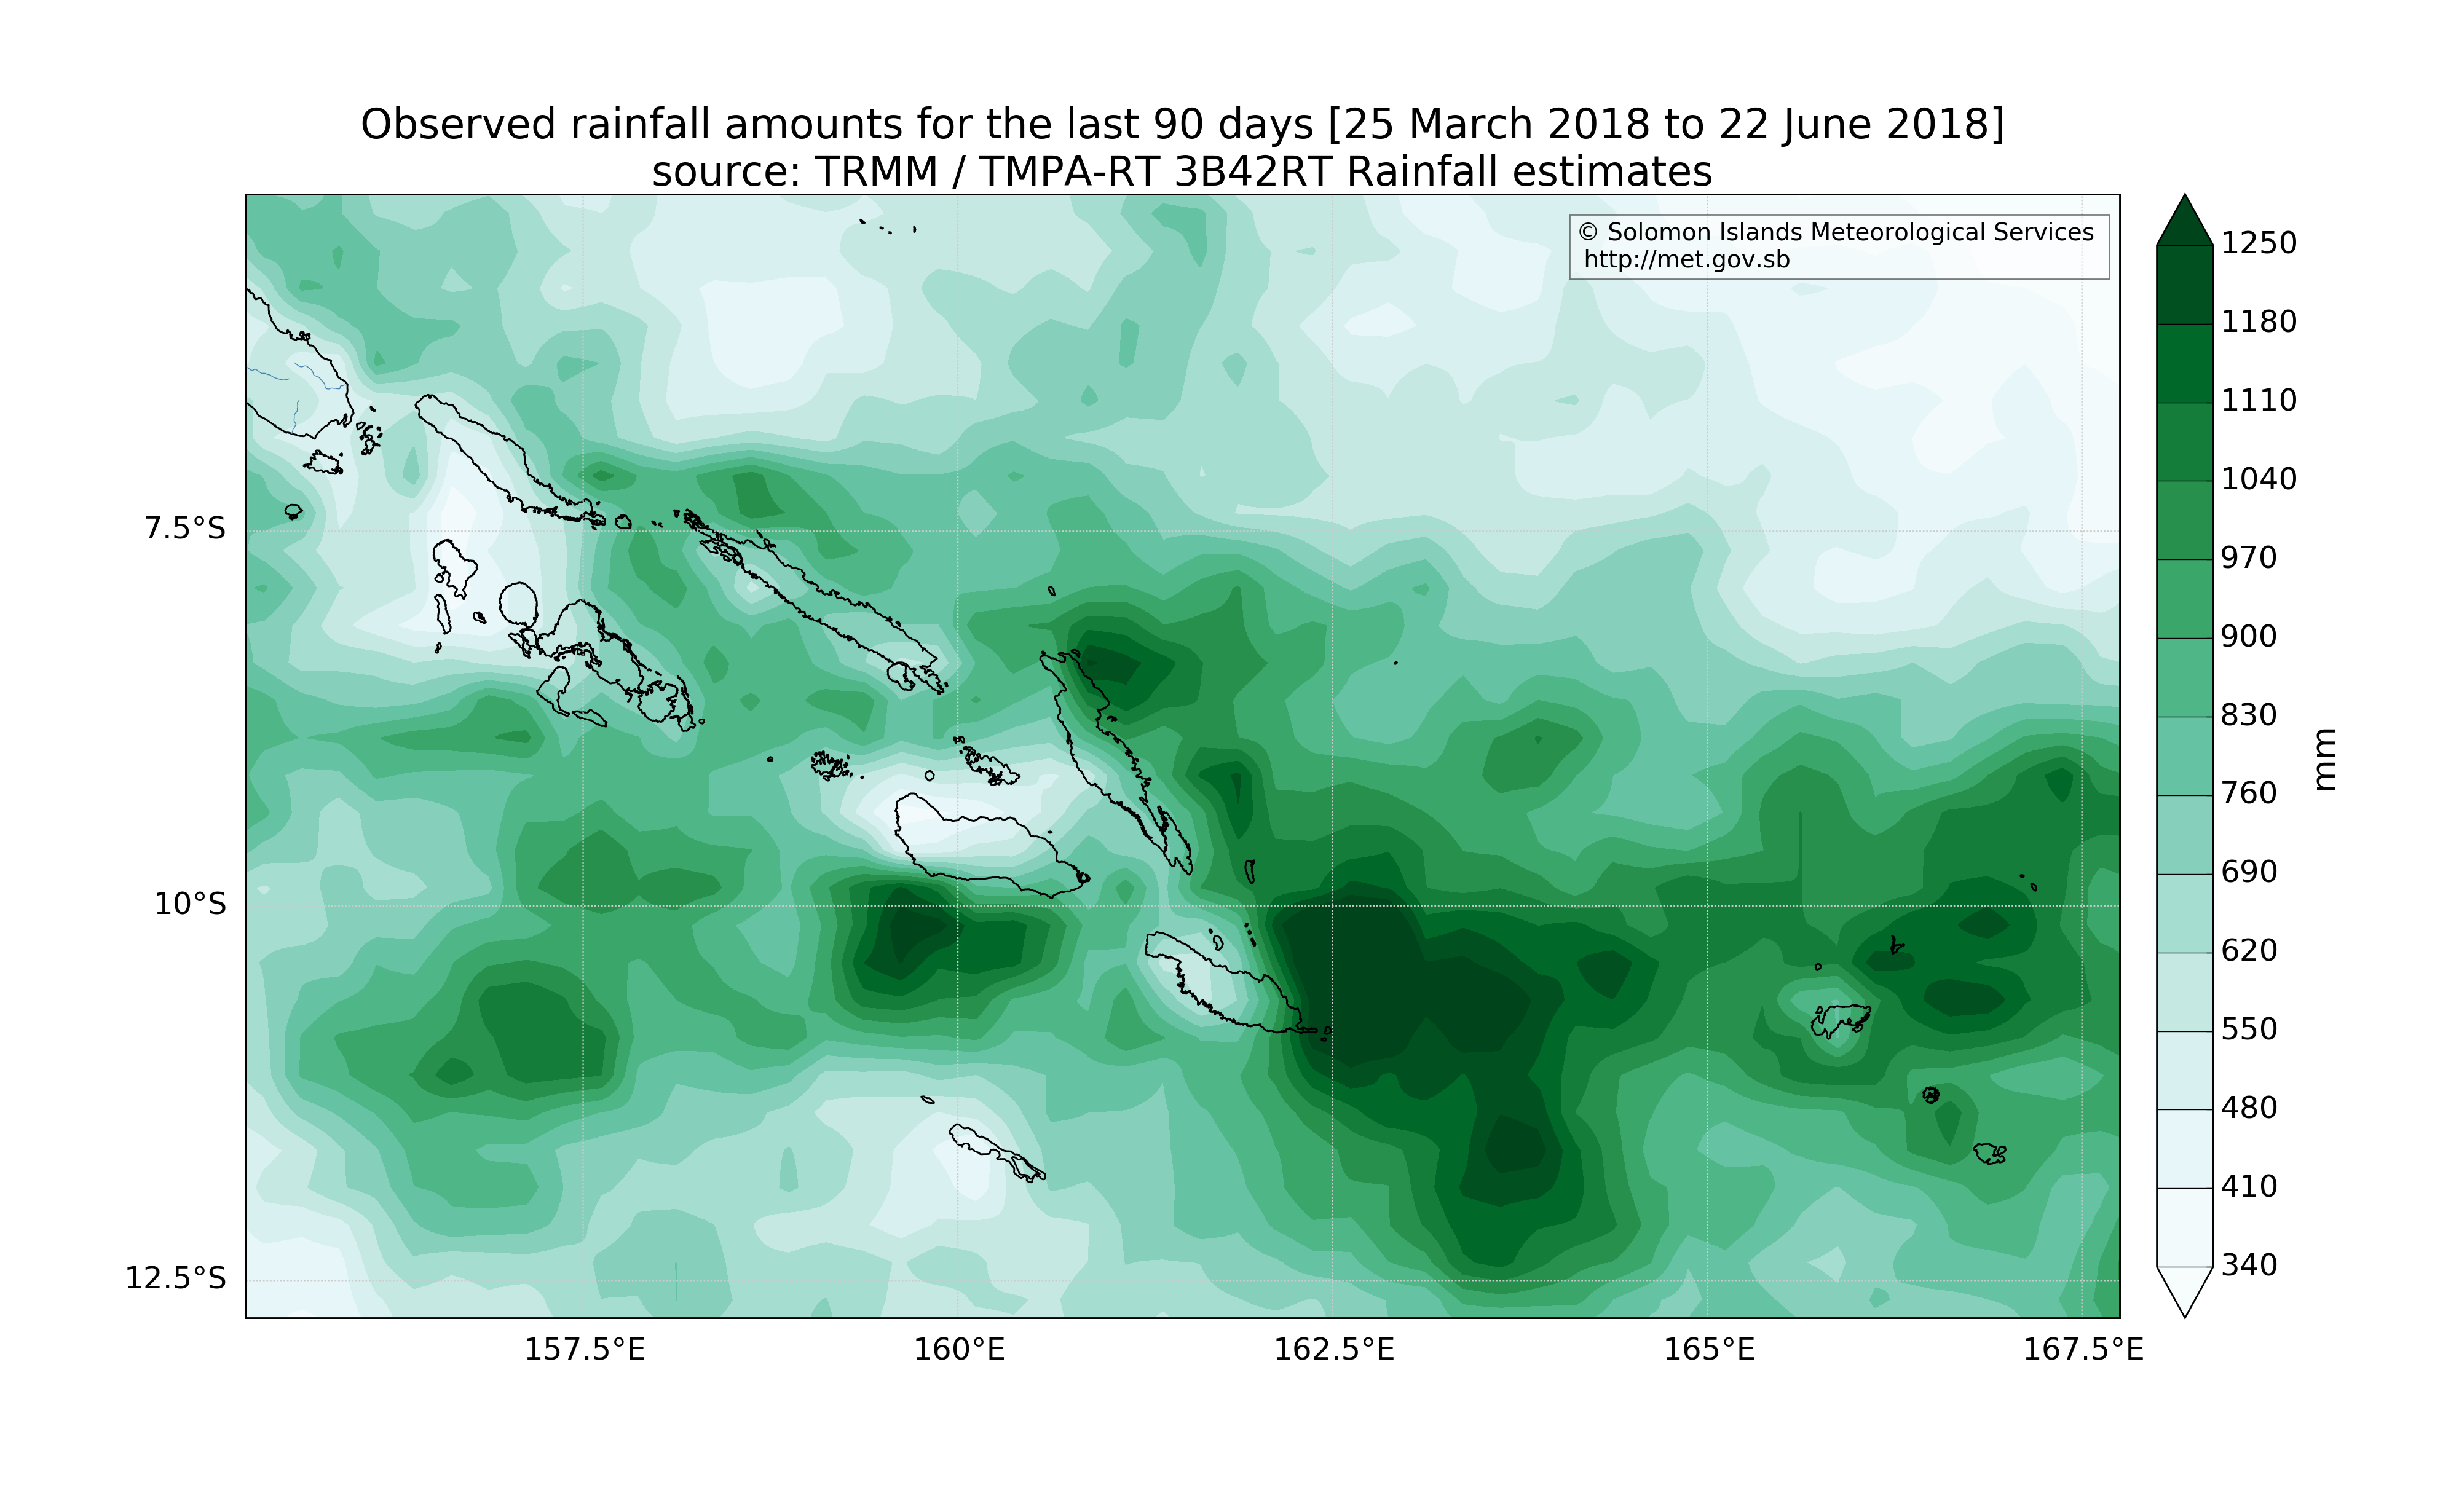 Observed rainfall amounts for the last 90 days [25 March 2018 to 22 June 2018]
source: TRMM / TMPA-RT 3B42RT Rainfall estimates
© Solomon Islands Meteorological Services
http://met.gov.sb
7.5°S
10°S
12.5°S
157.5°E
160°E
162.5°E
165°E
167.5°E
1250
1180
1110
1040
970
900
830
760
690
620
550
480
410
340
mm